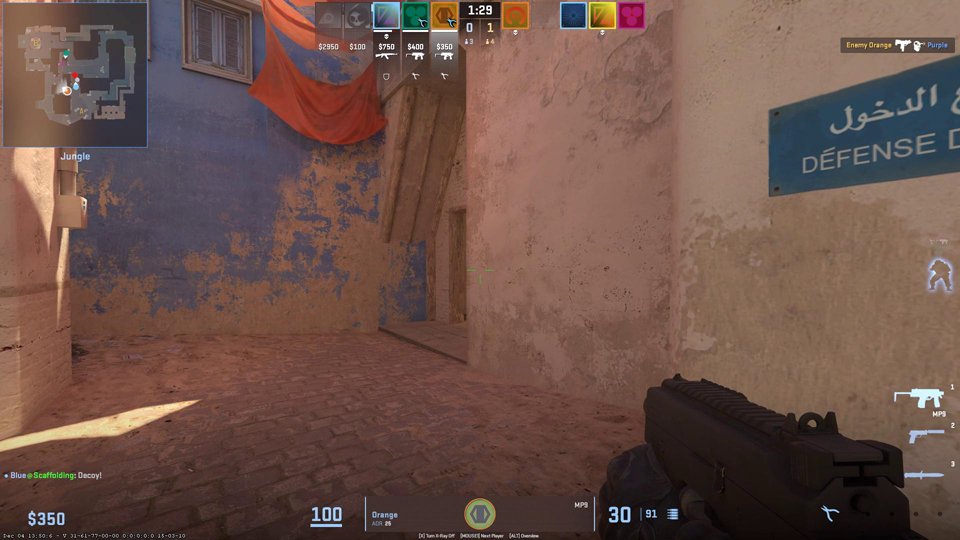 1:29
0 1
3 4
$2950 $100 $750 $400 $350
Enemy Orange Purple
Jungle
ع الدخول
DÉFENSE D
1
MP9
2
3
Blue @Scaffolding: Decoy!
$350
100
Orange
ADR 25
MP9
30 91
[X] Turn X-Ray Off [MOUSE1] Next Player [ALT] Overview